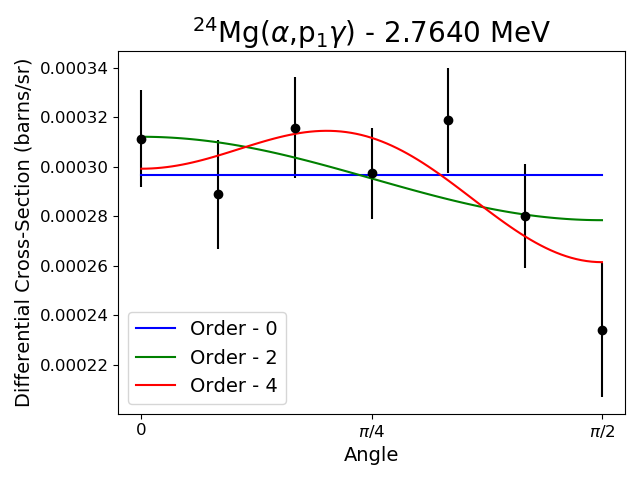 ²⁴Mg(α,p₁γ) - 2.7640 MeV
Differential Cross-Section (barns/sr)
0.00034
0.00032
0.00030
0.00028
0.00026
0.00024
0.00022
Order - 0
Order - 2
Order - 4
0
π/4
π/2
Angle